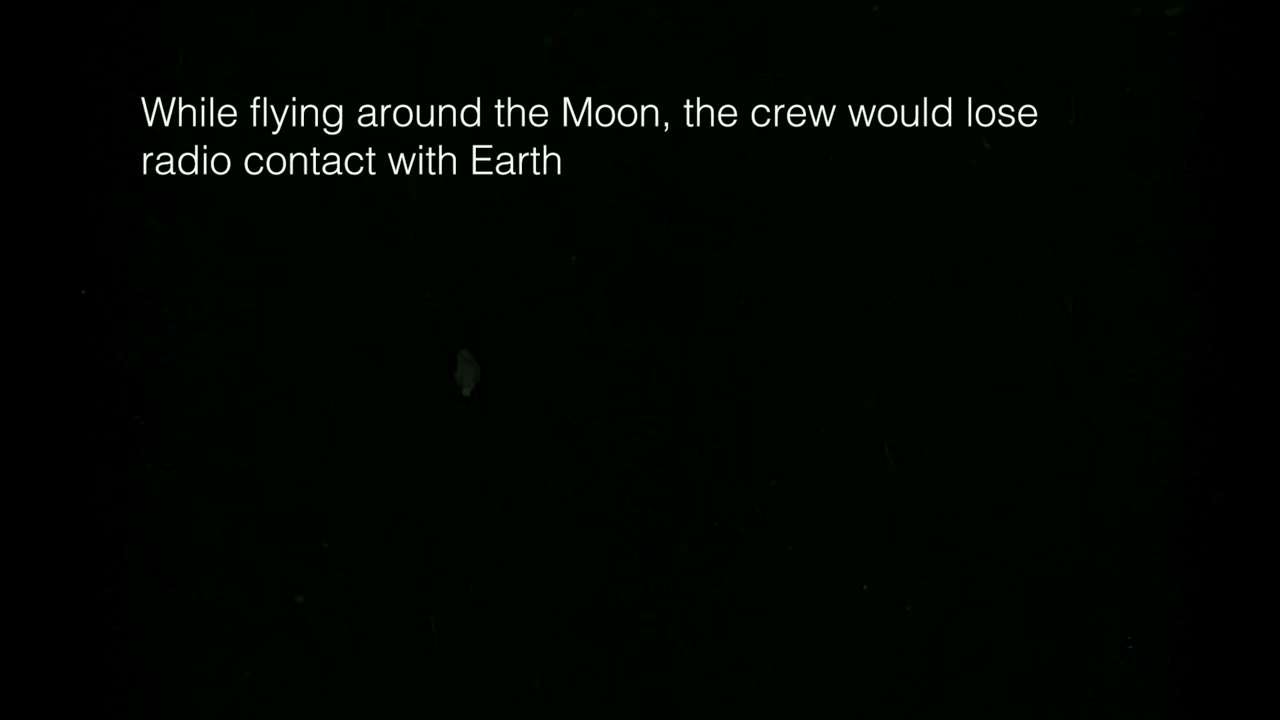 While flying around the Moon, the crew would lose
radio contact with Earth